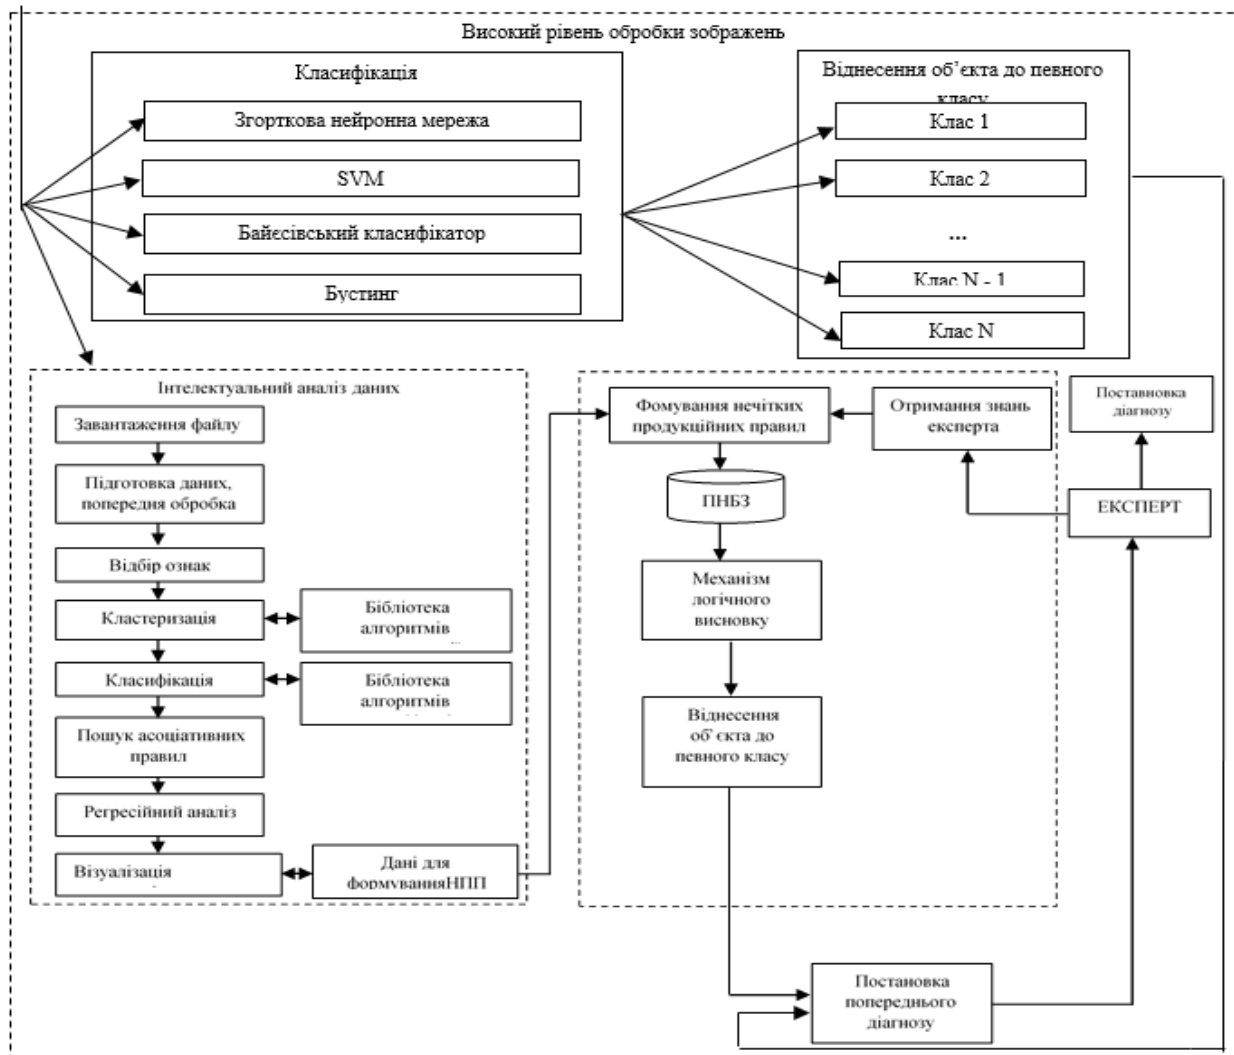 Високий рівень обробки зображень
Класифікація
Згорткова нейронна мережа
SVM
Байєсівський класифікатор
Бустинг
Віднесення об’єкта до певного
класу
Клас 1
Клас 2
...
Клас N - 1
Клас N
Інтелектуальний аналіз даних
Завантаження файлу
Підготовка даних,
попередня обробка
Відбір ознак
Кластеризація
Бібліотека
алгоритмів
Класифікація
Бібліотека
алгоритмів
Пошук асоціативних
правил
Регресійний аналіз
Візуалізація
Дані для
формуванняНПП
Фомування нечітких
продукційних правил
Отримання знань
експерта
ПНБЗ
Механізм
логічного
висновку
Віднесення
об’єкта до
певного класу
Поставновка
діагнозу
ЕКСПЕРТ
Постановка
попереднього
діагнозу